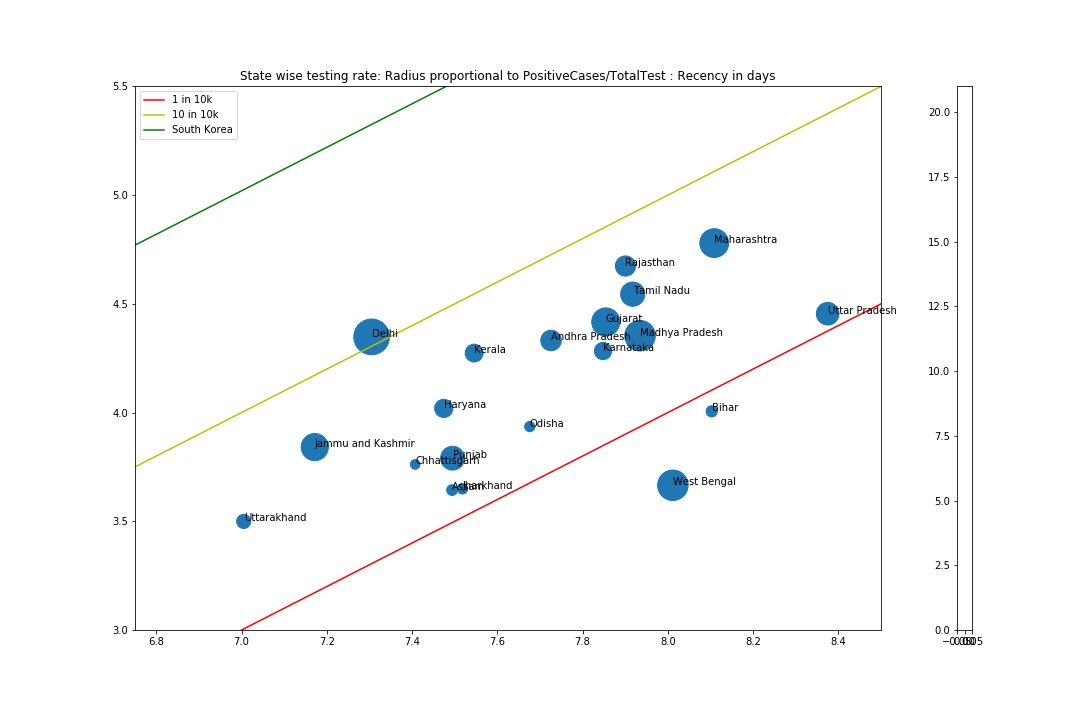 State wise testing rate: Radius proportional to PositiveCases/TotalTest : Recency in days
1 in 10k
10 in 10k
South Korea
5.5
5.0
4.5
4.0
3.5
3.0
Maharashtra
Rajasthan
Tamil Nadu
Uttar Pradesh
Gujarat
Delhi
Madhya Pradesh
Andhra Pradesh
Karnataka
Kerala
Haryana
Bihar
Odisha
Jammu and Kashmir
Punjab
Chhattisgarh
West Bengal
Assam
Jharkhand
Uttarakhand
6.8 7.0 7.2 7.4 7.6 7.8 8.0 8.2 8.4
20.0
17.5
15.0
12.5
10.0
7.5
5.0
2.5
0.0